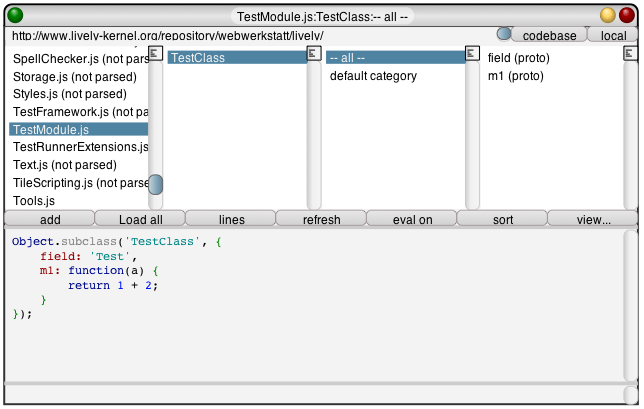 TestModule.js:TestClass:-- all --
http://www.lively-kernel.org/repository/webwerkstatt/lively/
codebase
local
SpellChecker.js (not pars
Storage.js (not parsed)
Styles.js (not parsed)
TestFramework.js (not pa
TestModule.js
TestRunnerExtensions.js
Text.js (not parsed)
TileScripting.js (not parse
Tools.js
TestClass
-- all --
default category
field (proto)
m1 (proto)
add
Load all
lines
refresh
eval on
sort
view...
Object.subclass('TestClass', {
    field: 'Test',
    m1: function(a) {
        return 1 + 2;
    }
});